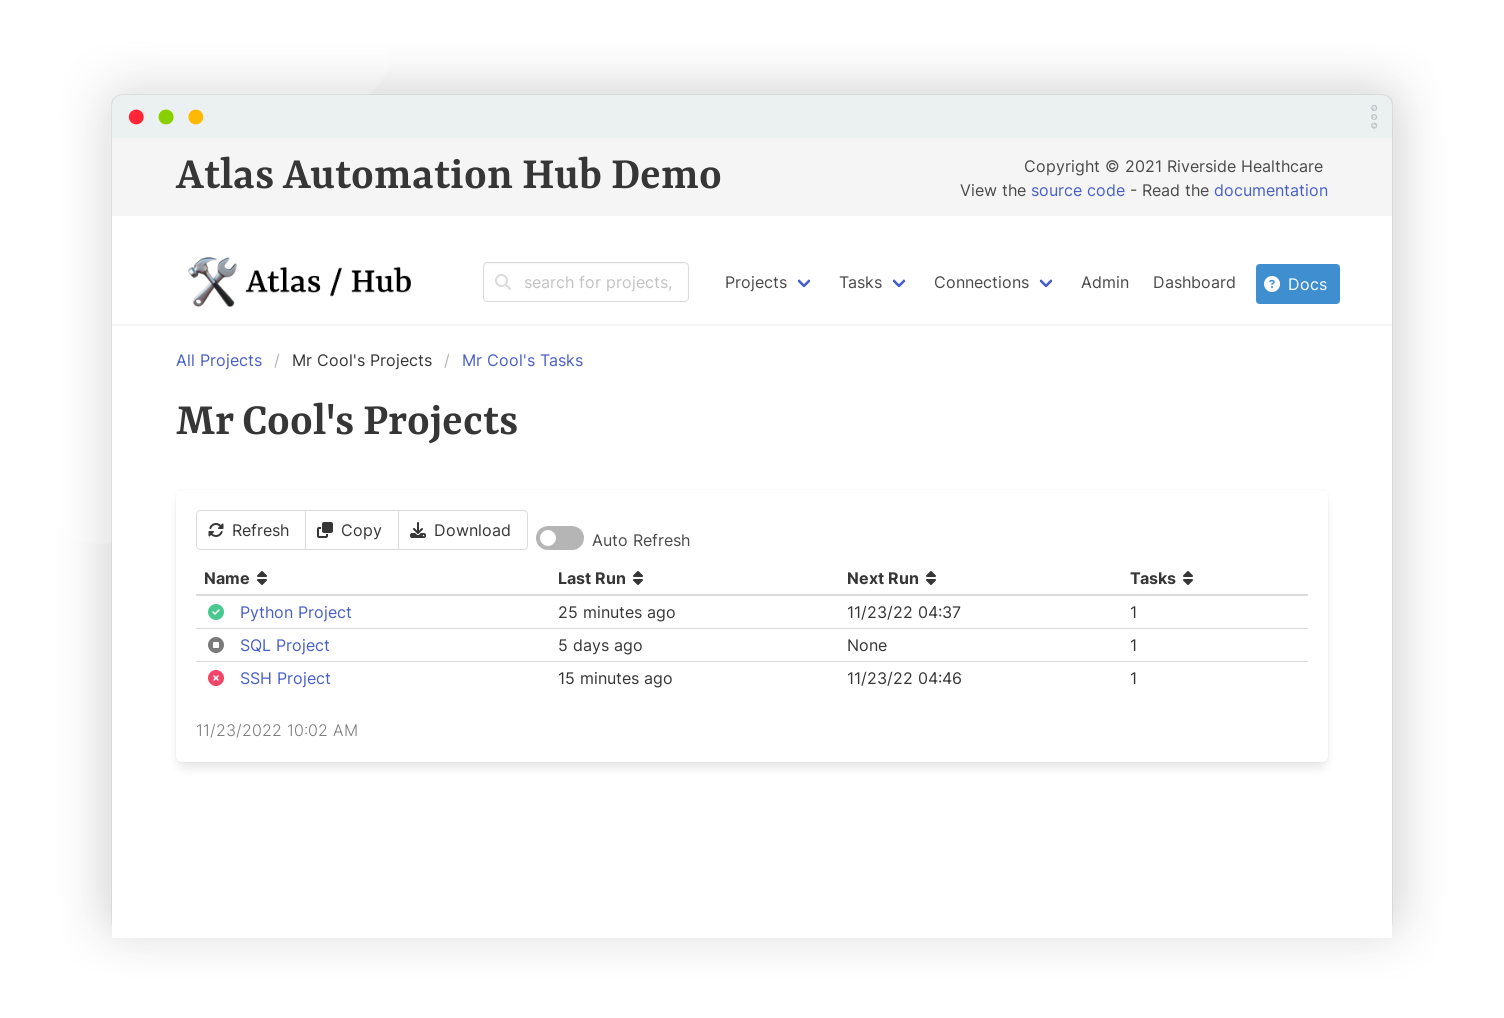 Atlas Automation Hub Demo
Copyright © 2021 Riverside Healthcare
View the source code - Read the documentation
Atlas / Hub
search for projects,
Projects
Tasks
Connections
Admin
Dashboard
Docs
All Projects / Mr Cool's Projects / Mr Cool's Tasks
Mr Cool's Projects
Refresh
Copy
Download
Auto Refresh
Name Last Run Next Run Tasks
Python Project 25 minutes ago 11/23/22 04:37 1
SQL Project 5 days ago None 1
SSH Project 15 minutes ago 11/23/22 04:46 1
11/23/2022 10:02 AM